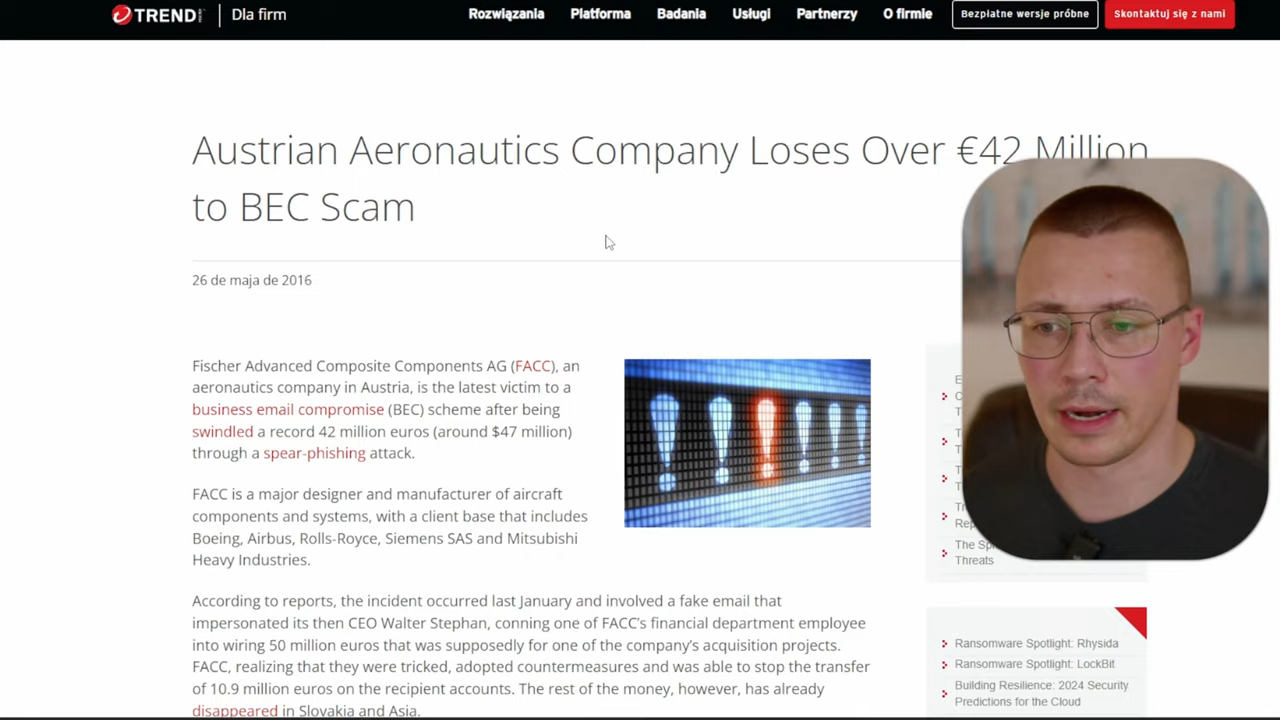 TREND
Dla firm
Rozwiązania
Platforma
Badania
Usługi
Partnerzy
O firmie
Bezpłatne wersje próbne
Skontaktuj się z nami
Austrian Aeronautics Company Loses Over €42 Million
to BEC Scam
26 de maja de 2016
Fischer Advanced Composite Components AG (FACC), an
aeronautics company in Austria, is the latest victim to a
business email compromise (BEC) scheme after being
swindled a record 42 million euros (around $47 million)
through a spear-phishing attack.
FACC is a major designer and manufacturer of aircraft
components and systems, with a client base that includes
Boeing, Airbus, Rolls-Royce, Siemens SAS and Mitsubishi
Heavy Industries.
According to reports, the incident occurred last January and involved a fake email that
impersonated its then CEO Walter Stephan, conning one of FACC's financial department employee
into wiring 50 million euros that was supposedly for one of the company's acquisition projects.
FACC, realizing that they were tricked, adopted countermeasures and was able to stop the transfer
of 10.9 million euros on the recipient accounts. The rest of the money, however, has already
disappeared in Slovakia and Asia.
The
Threats
Ransomware Spotlight: Rhysida
Ransomware Spotlight: LockBit
Building Resilience: 2024 Security
Predictions for the Cloud